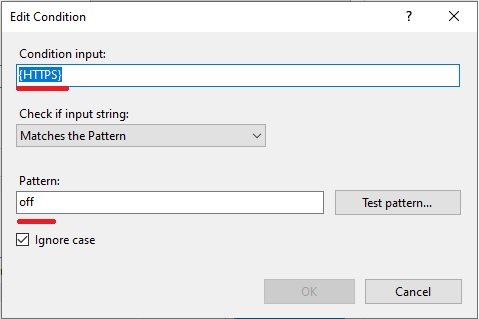 Edit Condition
?
Condition input:
{HTTPS}
Check if input string:
Matches the Pattern
Pattern:
off
Test pattern...
Ignore case
OK
Cancel